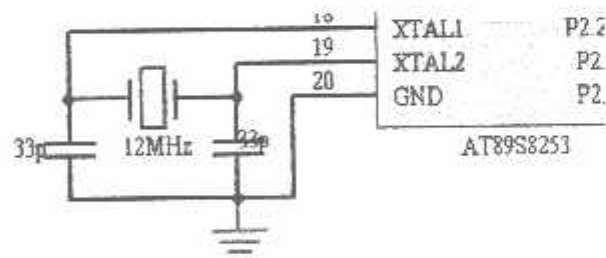 18 XTAL1 P2.2
19 XTAL2 P2.
20 GND P2.
33p 12MHz 33p
AT89S8253